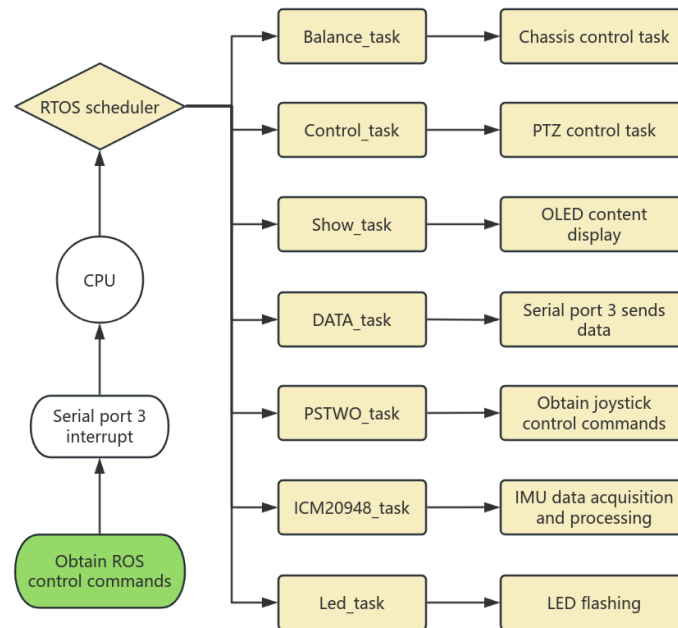 Balance_task
Chassis control task
RTOS scheduler
Control_task
PTZ control task
Show_task
OLED content
display
CPU
DATA_task
Serial port 3 sends
data
Serial port 3
interrupt
PSTWO_task
Obtain joystick
control commands
ICM20948_task
IMU data acquisition
and processing
Obtain ROS
control commands
Led_task
LED flashing